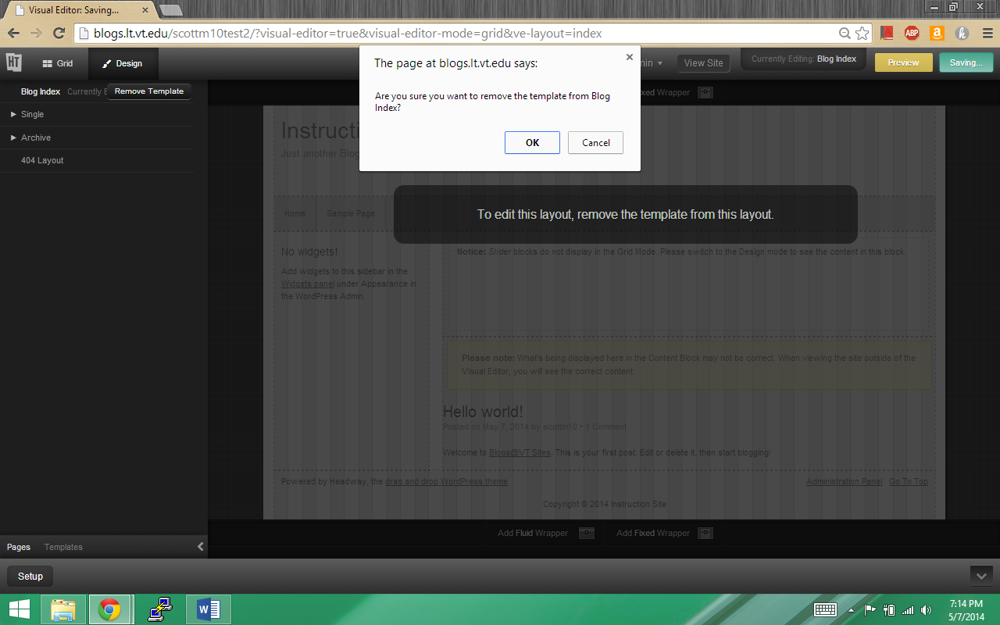 Visual Editor: Saving...
blogs.lt.vt.edu/scottm10test2/?visual-editor=true&visual-editor-mode=grid&ve-layout=index
ABP
HT
Grid
Design
View Site
Currently Editing: Blog Index
Preview
Saving...
The page at blogs.lt.vt.edu says:
Are you sure you want to remove the template from Blog
Index?
OK
Cancel
Blog Index
Currently E
Remove Template
Single
Archive
404 Layout
Wrapper
Instructi
Just another Blog
To edit this layout, remove the template from this layout.
Home
Sample Page
No widgets!
Add widgets to this sidebar in the
Widgets panel under Appearance in
the WordPress Admin.
Notice: Slider blocks do not display in the Grid Mode. Please switch to the Design mode to see the content in this block.
Please note: What's being displayed here in the Content Block may not be correct. When viewing the site outside of the
Visual Editor, you will see the correct content.
Hello world!
Posted on May 7, 2014 by scottm10 • 1 Comment
Welcome to Blogs@VT Sites. This is your first post. Edit or delete it, then start blogging!
Powered by Headway, the drag and drop WordPress theme
Administration Panel
Go To Top
Copyright © 2014 Instruction Site
Add Fluid Wrapper
Add Fixed Wrapper
Pages
Templates
Setup
7:14 PM
5/7/2014